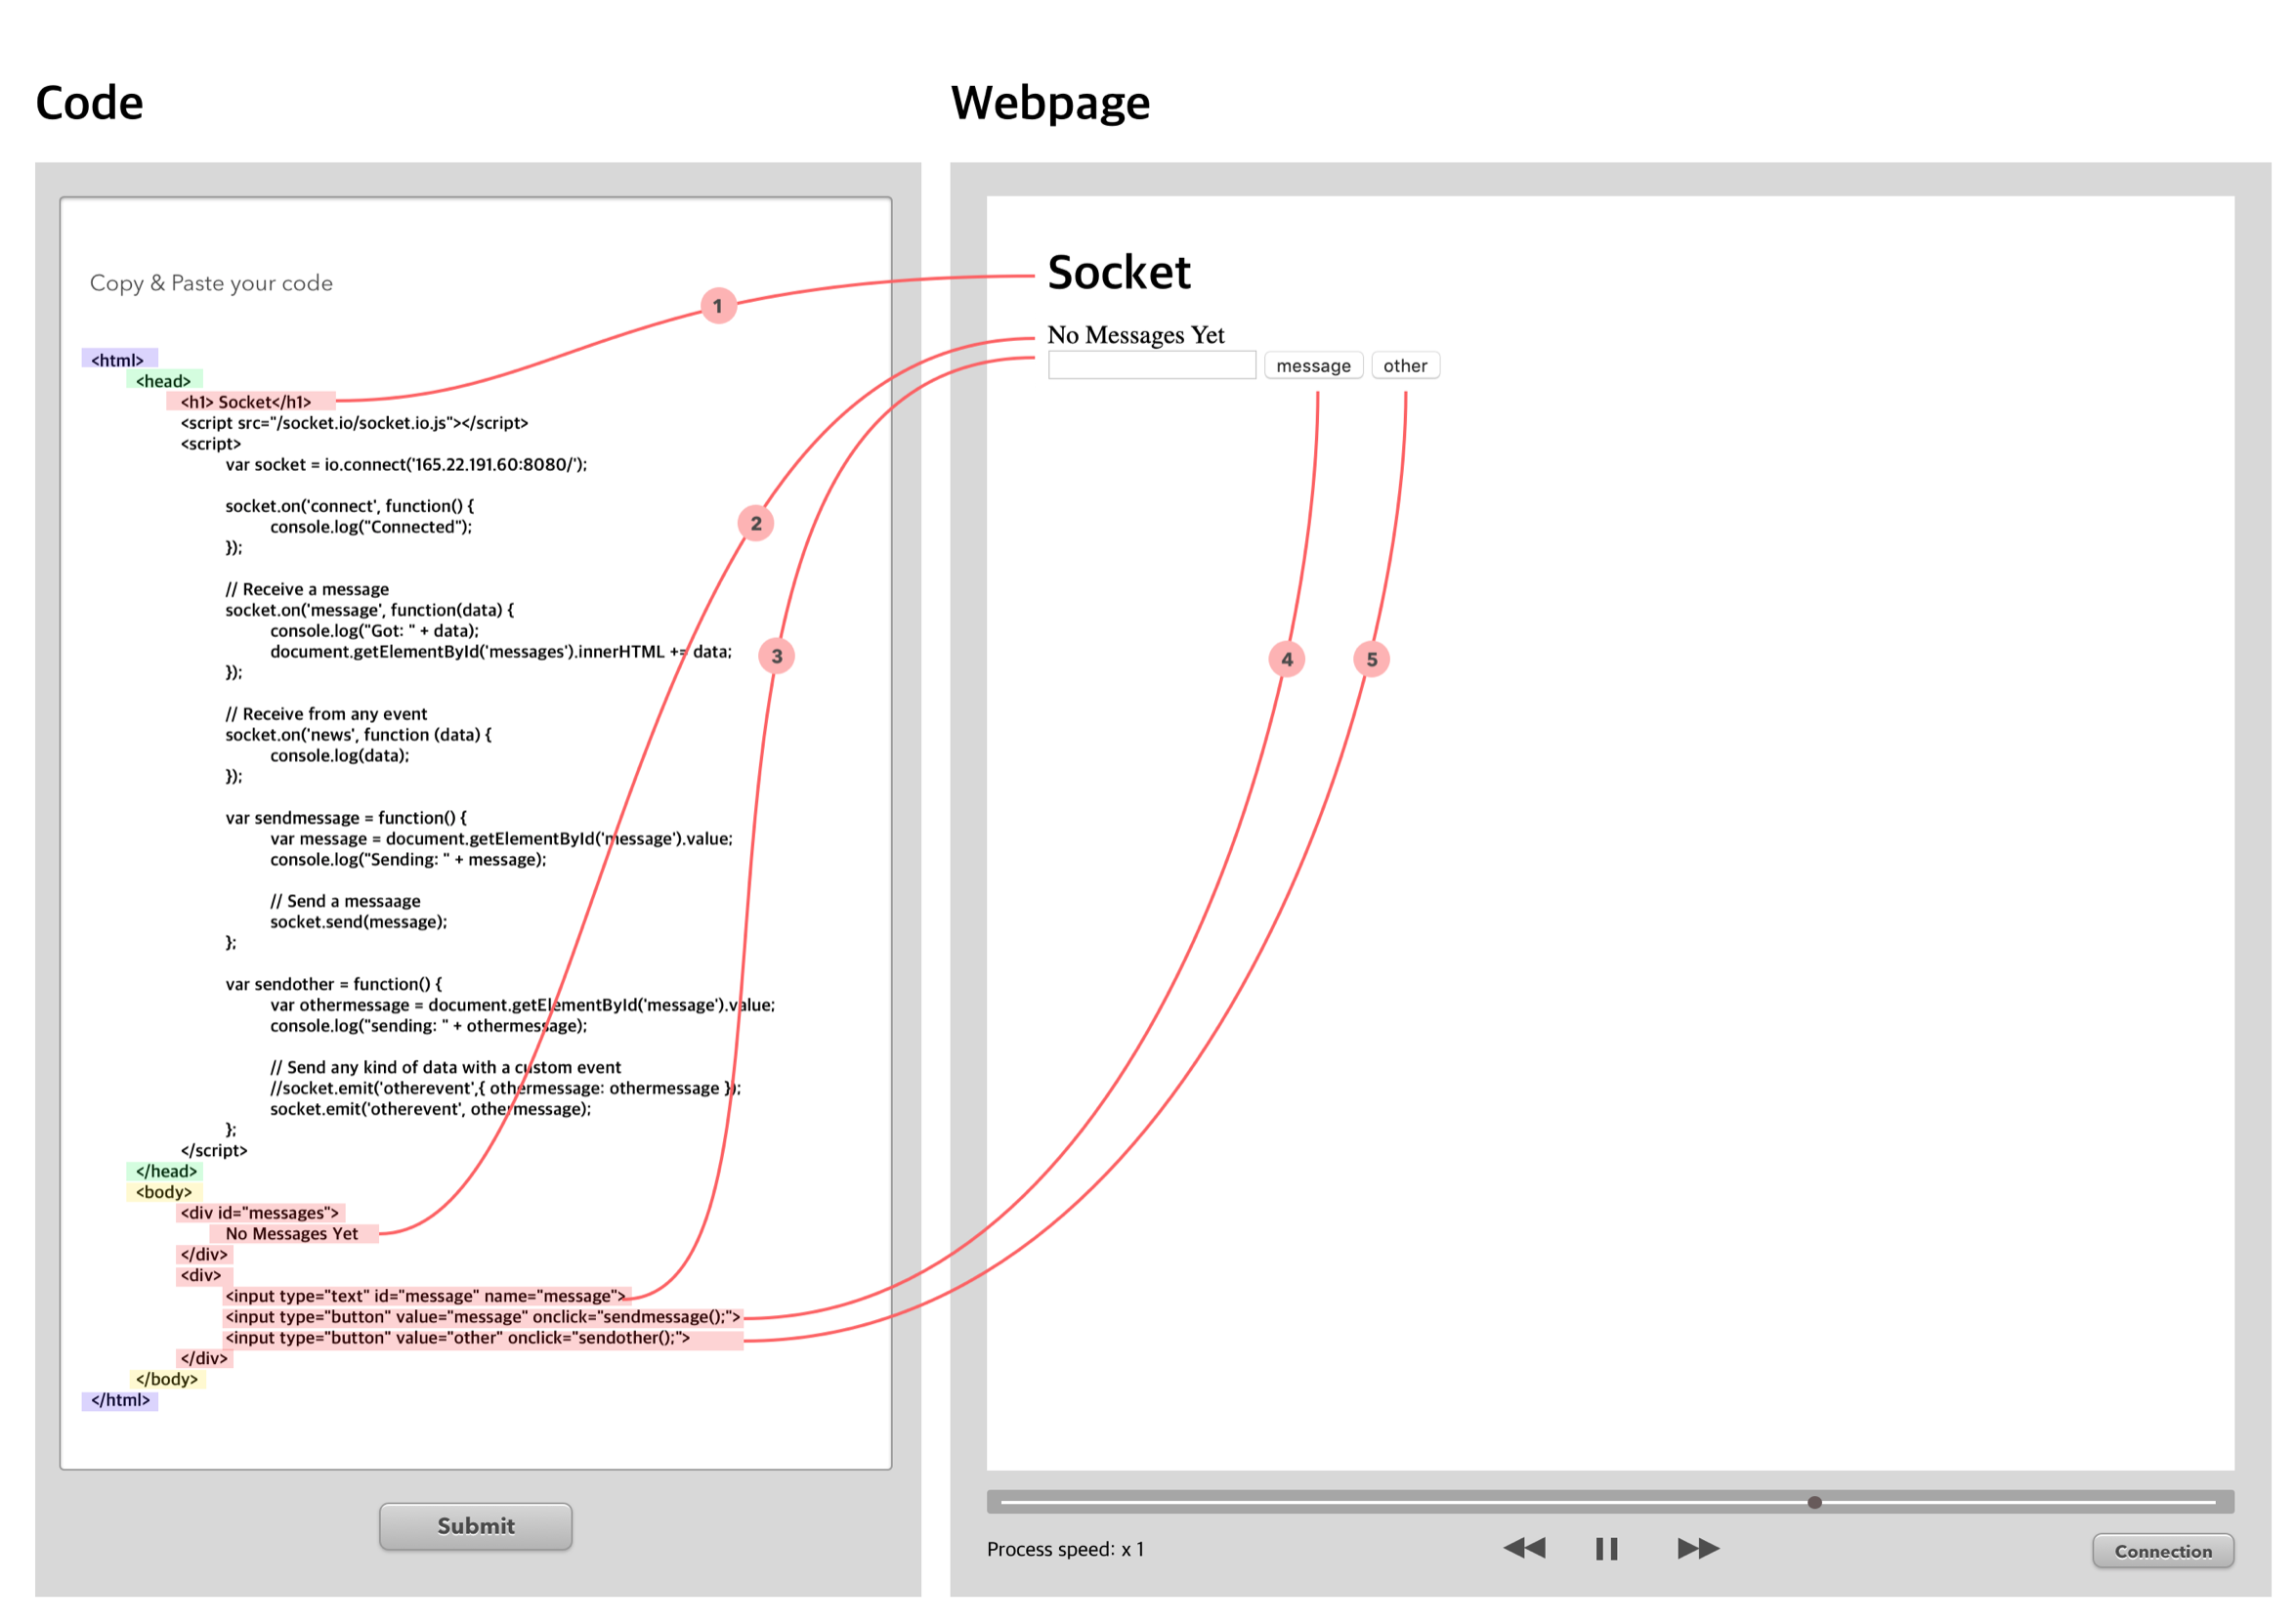 Code
Copy & Paste your code
<html>
<head>
<h1> Socket</h1>
<script src="/socket.io/socket.io.js"></script>
<script>
var socket = io.connect('165.22.191.60:8080/');
socket.on('connect', function() {
console.log("Connected");
});
// Receive a message
socket.on('message', function(data) {
console.log("Got: " + data);
document.getElementById('messages').innerHTML += data;
});
// Receive from any event
socket.on('news', function (data) {
console.log(data);
});
var sendmessage = function() {
var message = document.getElementById('message').value;
console.log("Sending: " + message);
// Send a messaage
socket.send(message);
};
var sendother = function() {
var othermessage = document.getElementById('message').value;
console.log("sending: " + othermessage);
// Send any kind of data with a custom event
//socket.emit('otherevent',{ othermessage: othermessage });
socket.emit('otherevent', othermessage);
};
</script>
</head>
<body>
<div id="messages">
No Messages Yet
</div>
<div>
<input type="text" id="message" name="message">
<input type="button" value="message" onclick="sendmessage();">
<input type="button" value="other" onclick="sendother();">
</div>
</body>
</html>
Submit
1
2
3
4
5
Webpage
Socket
No Messages Yet
message other
Process speed: x 1
Connection